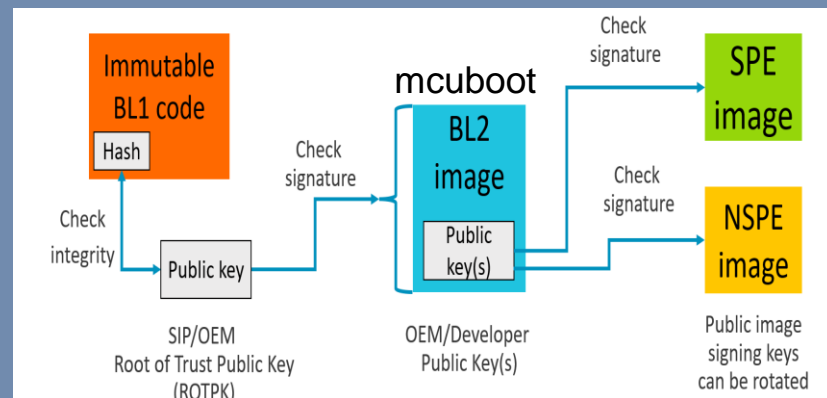 Immutable
BL1 code
Hash
Check
integrity
Public key
SIP/OEM
Root of Trust Public Key
(ROTPK)
Check
signature
mcuboot
BL2
image
Public
key(s)
OEM/Developer
Public Key(s)
Check
signature
SPE
image
Check
signature
NSPE
image
Public image
signing keys
can be rotated